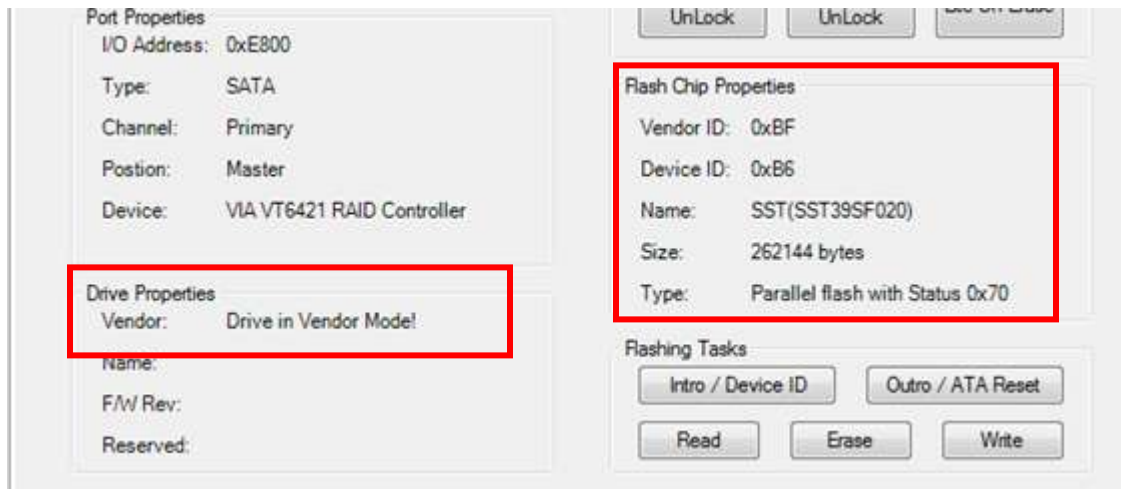 Port Properties
I/O Address: 0xE800
Type: SATA
Channel: Primary
Postion: Master
Device: VIA VT6421 RAID Controller
Drive Properties
Vendor: Drive in Vendor Mode!
Name:
F/W Rev:
Reserved:
UnLock
UnLock
Flash Chip Properties
Vendor ID: 0xBF
Device ID: 0xB6
Name: SST(SST39SF020)
Size: 262144 bytes
Type: Parallel flash with Status 0x70
Flashing Tasks
Intro / Device ID
Outro / ATA Reset
Read
Erase
Write